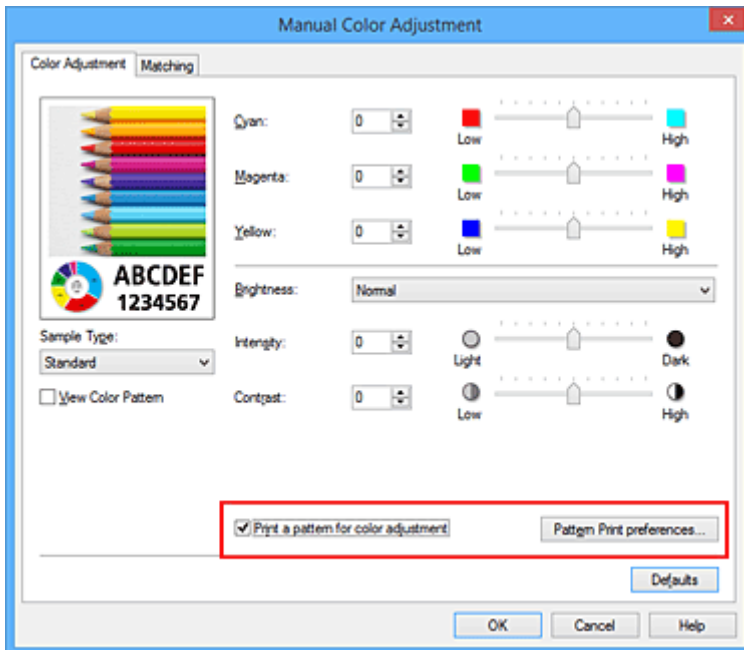 Manual Color Adjustment
Color Adjustment Matching
Cyan: 0 Low High
Magenta: 0 Low High
Yellow: 0 Low High
ABCDEF
1234567
Brightness: Normal
Sample Type:
Standard
Intensity: 0 Light Dark
View Color Pattern
Contrast: 0 Low High
Print a pattern for color adjustment Pattern Print preferences...
Defaults
OK Cancel Help